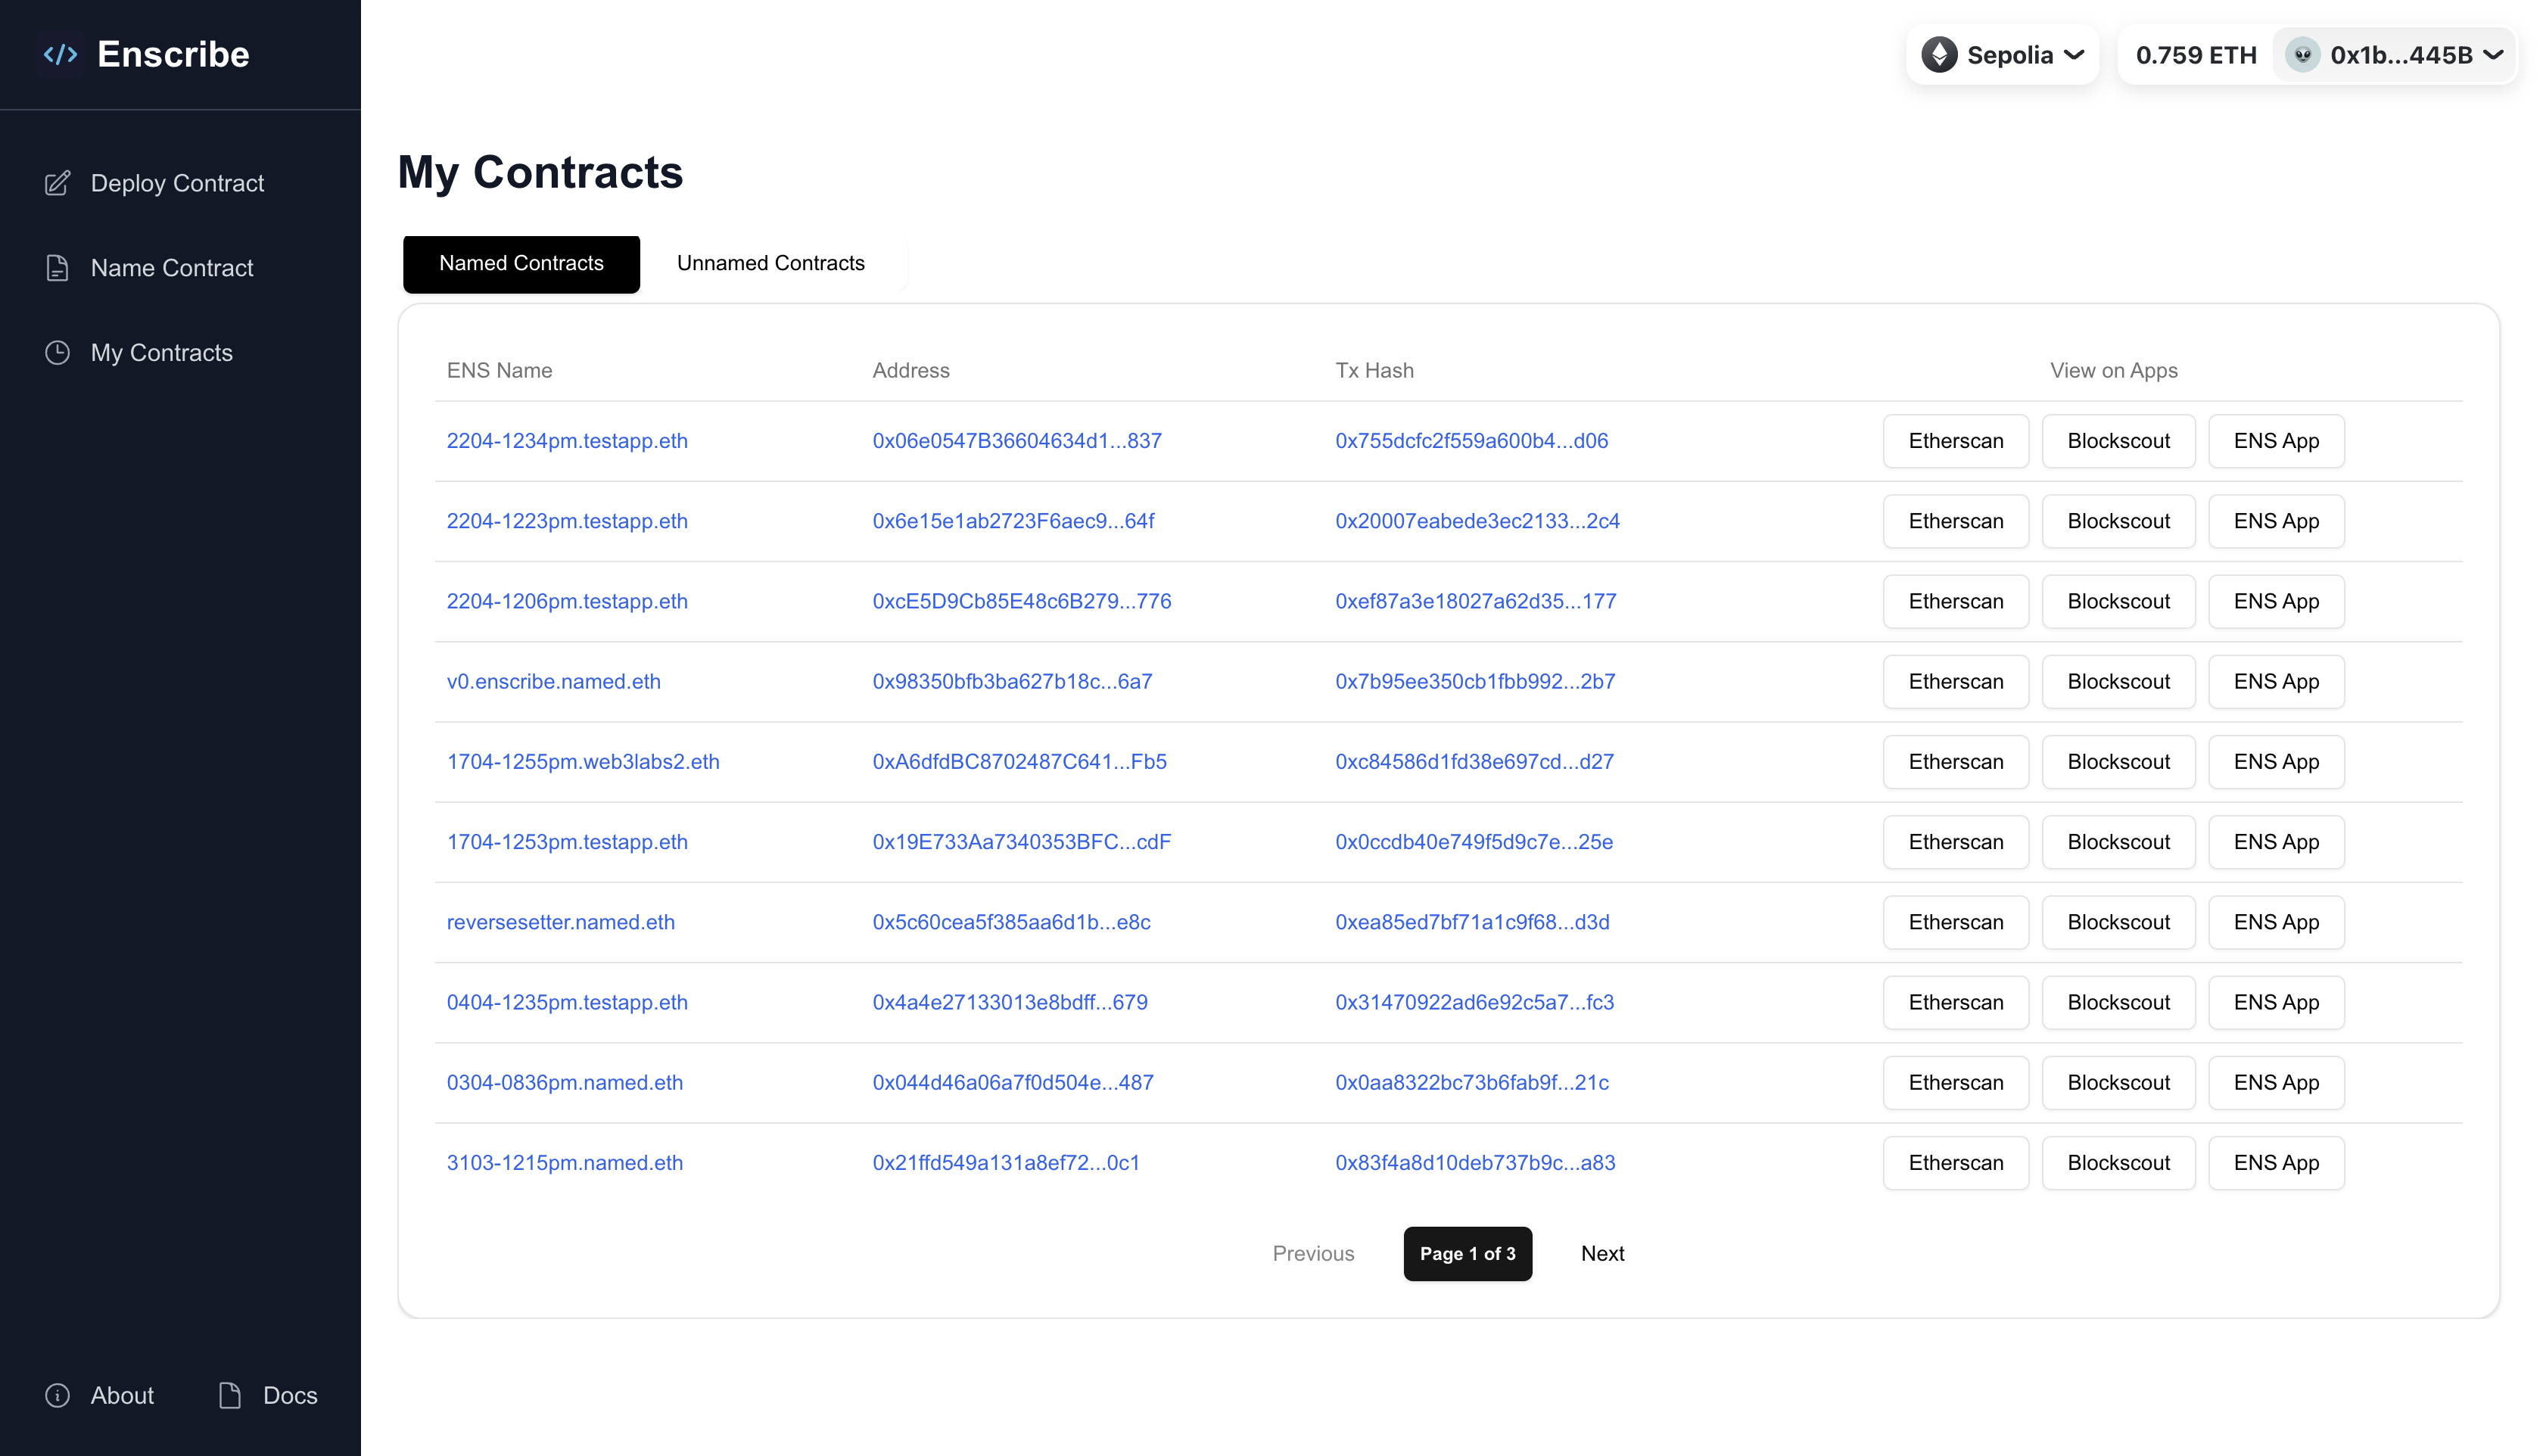 Enscribe
Sepolia
0.759 ETH
0x1b...445B
Deploy Contract
Name Contract
My Contracts
My Contracts
Named Contracts Unnamed Contracts
ENS Name Address Tx Hash View on Apps
2204-1234pm.testapp.eth 0x06e0547B36604634d1...837 0x755dcfc2f559a600b4...d06 Etherscan Blockscout ENS App
2204-1223pm.testapp.eth 0x6e15e1ab2723F6aec9...64f 0x20007eabede3ec2133...2c4 Etherscan Blockscout ENS App
2204-1206pm.testapp.eth 0xcE5D9Cb85E48c6B279...776 0xef87a3e18027a62d35...177 Etherscan Blockscout ENS App
v0.enscribe.named.eth 0x98350bfb3ba627b18c...6a7 0x7b95ee350cb1fbb992...2b7 Etherscan Blockscout ENS App
1704-1255pm.web3labs2.eth 0xA6dfdBC8702487C641...Fb5 0xc84586d1fd38e697cd...d27 Etherscan Blockscout ENS App
1704-1253pm.testapp.eth 0x19E733Aa7340353BFC...cdF 0x0ccdb40e749f5d9c7e...25e Etherscan Blockscout ENS App
reversesetter.named.eth 0x5c60cea5f385aa6d1b...e8c 0xea85ed7bf71a1c9f68...d3d Etherscan Blockscout ENS App
0404-1235pm.testapp.eth 0x4a4e27133013e8bdff...679 0x31470922ad6e92c5a7...fc3 Etherscan Blockscout ENS App
0304-0836pm.named.eth 0x044d46a06a7f0d504e...487 0x0aa8322bc73b6fab9f...21c Etherscan Blockscout ENS App
3103-1215pm.named.eth 0x21ffd549a131a8ef72...0c1 0x83f4a8d10deb737b9c...a83 Etherscan Blockscout ENS App
Previous Page 1 of 3 Next
About Docs